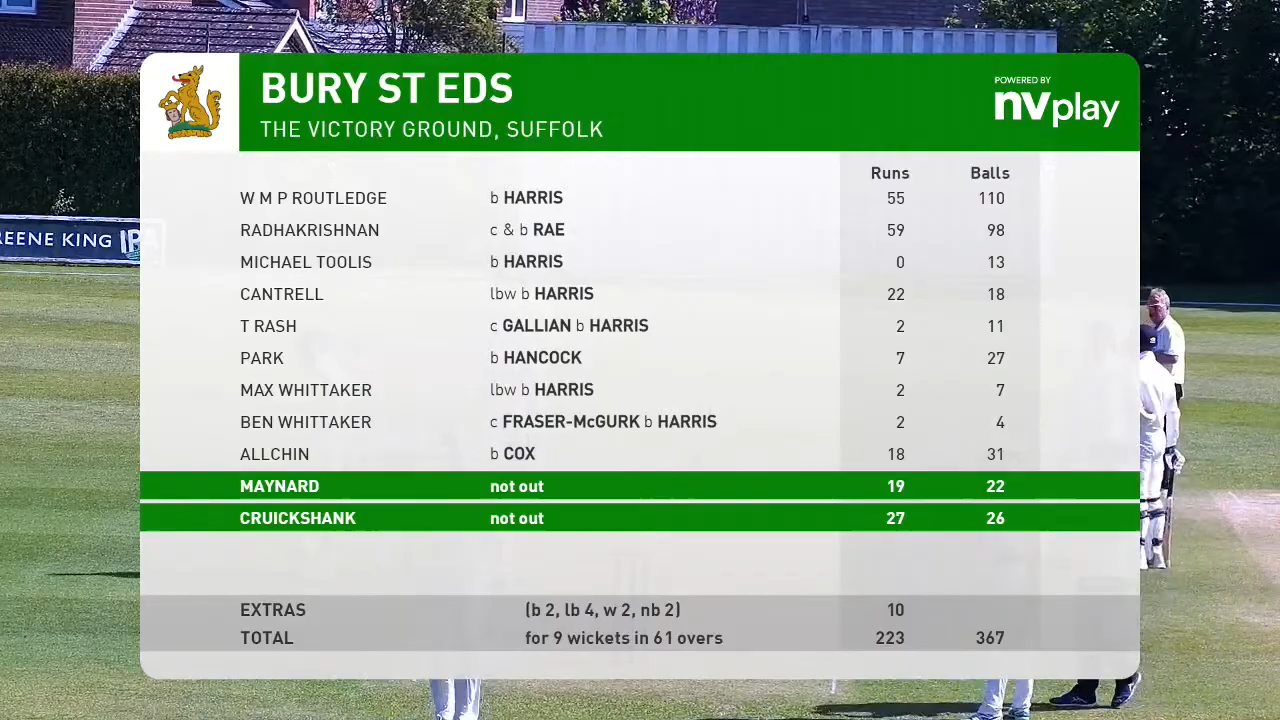 BURY ST EDS
THE VICTORY GROUND, SUFFOLK
POWERED BY
nvplay
Runs Balls
W M P ROUTLEDGE b HARRIS 55 110
RADHAKRISHNAN c & b RAE 59 98
MICHAEL TOOLIS b HARRIS 0 13
CANTRELL lbw b HARRIS 22 18
T RASH c GALLIAN b HARRIS 2 11
PARK b HANCOCK 7 27
MAX WHITTAKER lbw b HARRIS 2 7
BEN WHITTAKER c FRASER-McGURK b HARRIS 2 4
ALLCHIN b COX 18 31
MAYNARD not out 19 22
CRUICKSHANK not out 27 26
EXTRAS (b 2, lb 4, w 2, nb 2) 10
TOTAL for 9 wickets in 61 overs 223 367
REENE KING IPA